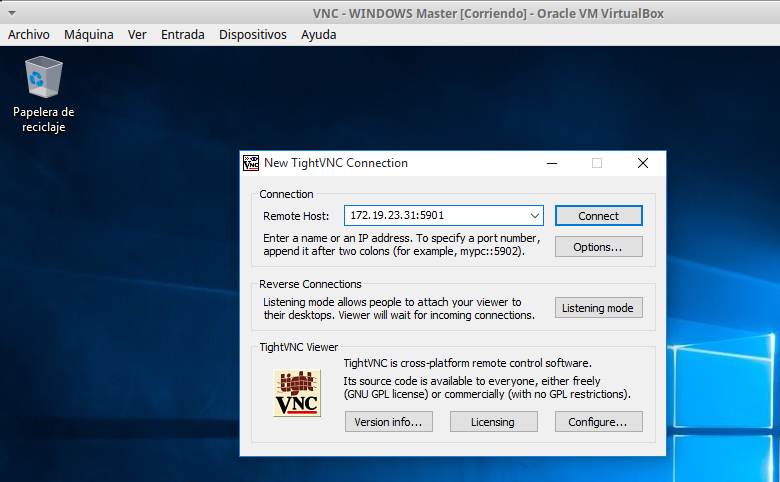 VNC - WINDOWS Master [Corriendo] - Oracle VM VirtualBox
Archivo Máquina Ver Entrada Dispositivos Ayuda
Papelera de
reciclaje
VNC
New TightVNC Connection
Connection
Remote Host:
172.19.23.31:5901
Connect
Enter a name or an IP address. To specify a port number,
append it after two colons (for example, mypc::5902).
Options...
Reverse Connections
Listening mode allows people to attach your viewer to
their desktops. Viewer will wait for incoming connections.
Listening mode
TightVNC Viewer
tight
VNC
TightVNC is cross-platform remote control software.
Its source code is available to everyone, either freely
(GNU GPL license) or commercially (with no GPL restrictions).
Version info...
Licensing
Configure...